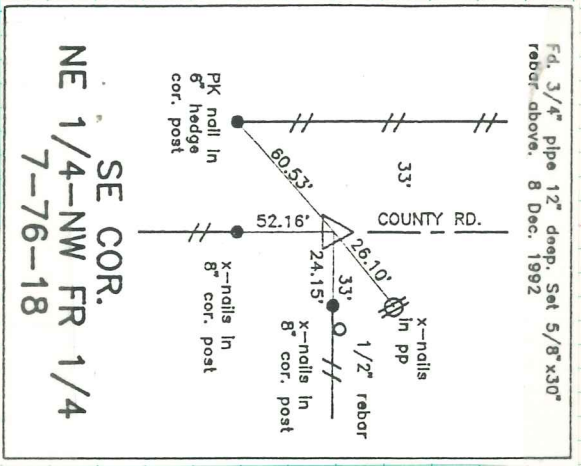 Fd. 3/4" pipe 12" deep. Set 5/8"x30"
rebar above. 8 Dec. 1992
33'
COUNTY RD.
PK nail in
6" hedge
cor. post
60.53'
26.10'
x-nails
in pp
52.16'
24.15'
33'
1/2" rebar
x-nails in
8" cor. post
x-nails in
8" cor. post
SE COR.
NE 1/4-NW FR 1/4
7-76-18